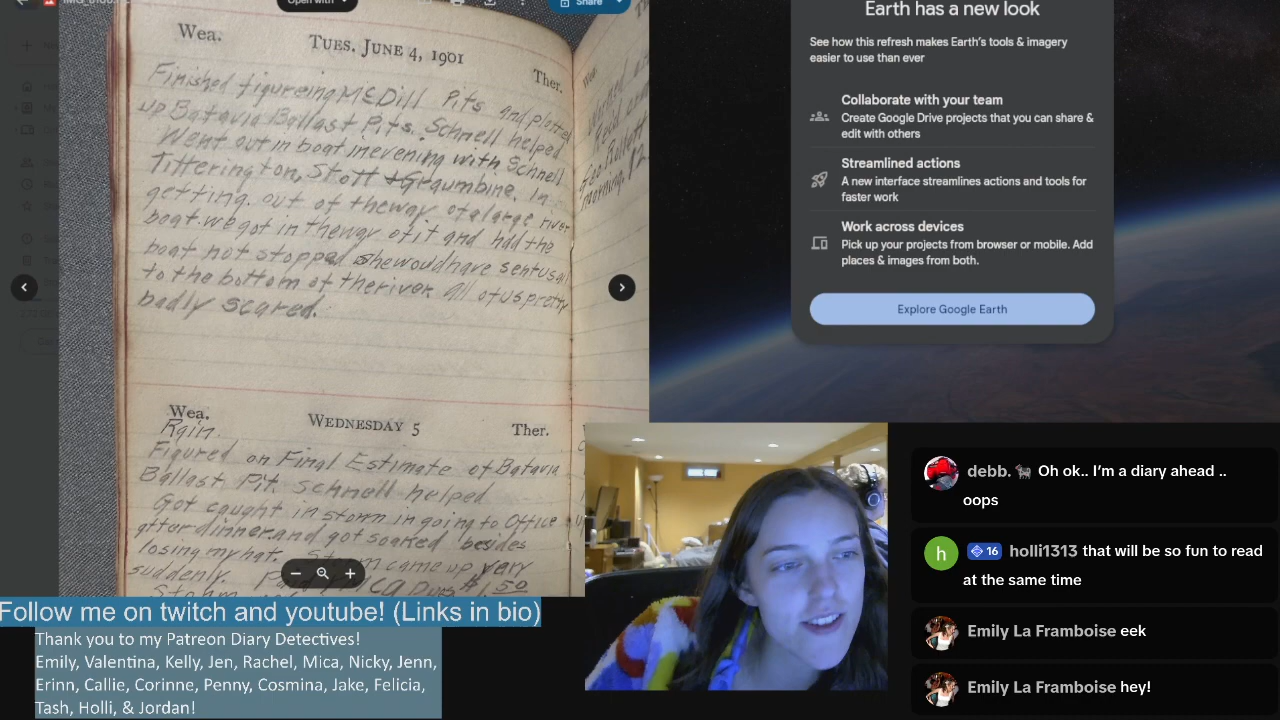 Open with
Share
Wea.
TUES. JUNE 4, 1901
Ther.
Finished figureing McDill Pits and plotted
up Batavia Ballast Pits. Schnell helped
Went out in boat in evening with Schnell
Titterington, Stott + Graumbine. In
getting out of the way of a large river
boat. we got in the way of it and had the
boat not stopped she would have sent us all
to the bottom of the river all of us pretty
badly scared.
Wea.
WEDNESDAY 5
Ther.
Rain.
Figured on Final Estimate of Batavia
Ballast Pit. Schnell helped
Got caught in storm in going to Office
after dinner and got soaked besides
losing my hat. Storm came up very
suddenly.
Earth has a new look
See how this refresh makes Earth's tools & imagery
easier to use than ever
Collaborate with your team
Create Google Drive projects that you can share &
edit with others
Streamlined actions
A new interface streamlines actions and tools for
faster work
Work across devices
Pick up your projects from browser or mobile. Add
places & images from both.
Explore Google Earth
debb. Oh ok.. I'm a diary ahead ..
oops
h 16 holli1313 that will be so fun to read
at the same time
Emily La Framboise eek
Emily La Framboise hey!
Follow me on twitch and youtube! (Links in bio)
Thank you to my Patreon Diary Detectives!
Emily, Valentina, Kelly, Jen, Rachel, Mica, Nicky, Jenn,
Erinn, Callie, Corinne, Penny, Cosmina, Jake, Felicia,
Tash, Holli, & Jordan!